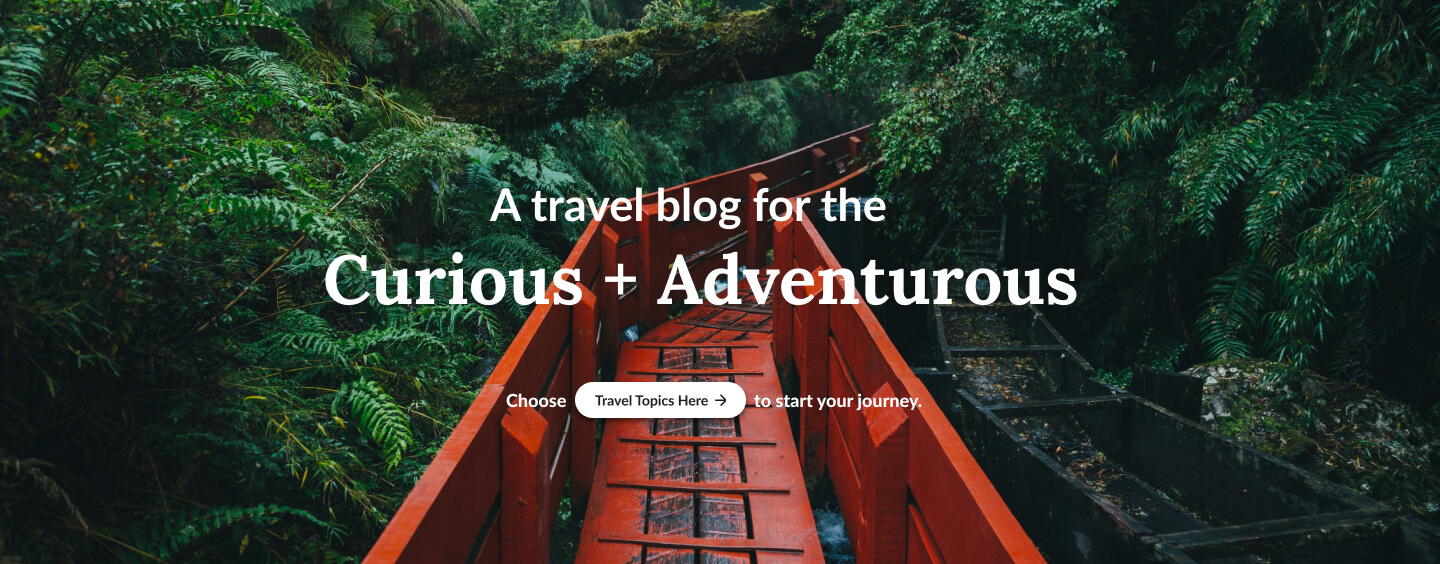 A travel blog for the
Curious + Adventurous
Choose Travel Topics Here → to start your journey.